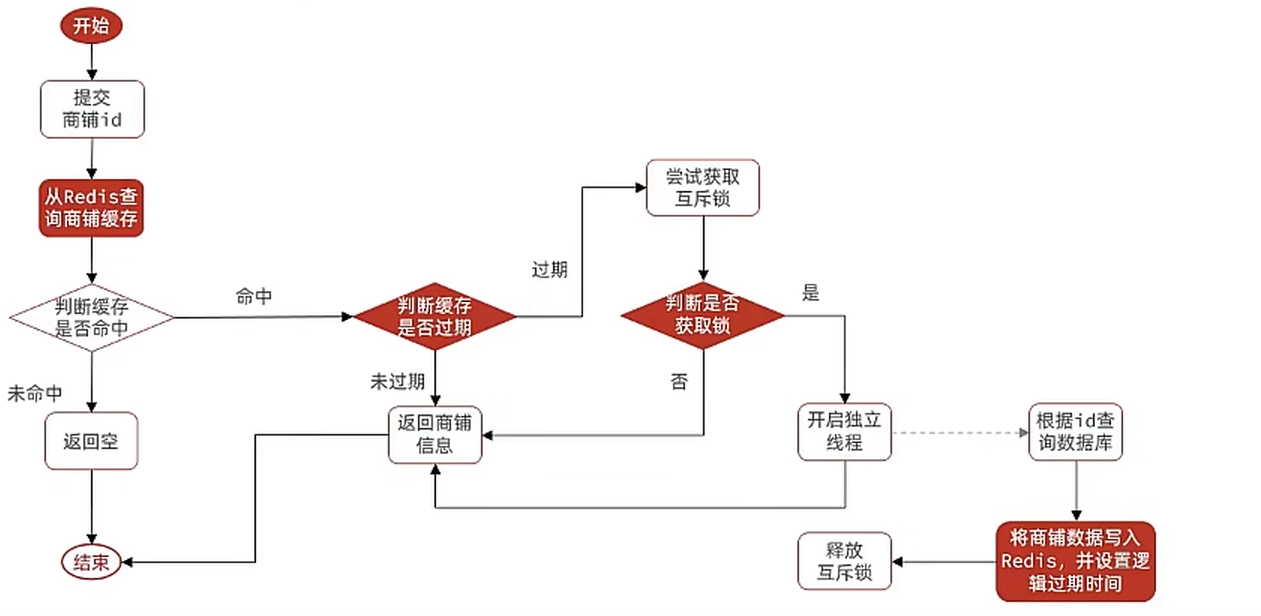 开始
提交
商铺id
从Redis查
询商铺缓存
判断缓存
是否命中
命中
未命中
返回空
结束
判断缓存
是否过期
过期
未过期
返回商铺
信息
尝试获取
互斥锁
判断是否
获取锁
是
否
开启独立
线程
根据id查
询数据库
将商铺数据写入
Redis，并设置逻
辑过期时间
释放
互斥锁